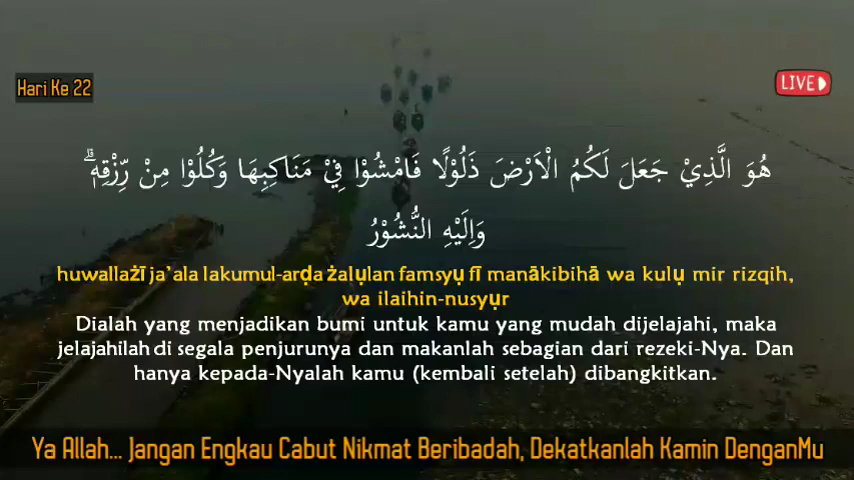 Hari Ke 22
LIVE
هُوَ الَّذِيْ جَعَلَ لَكُمُ الْاَرْضَ ذَلُوْلًا فَامْشُوْا فِيْ مَنَاكِبِهَا وَكُلُوْا مِنْ رِّزْقِهٖۗ
وَاِلَيْهِ النُّشُوْرُ
huwallażī ja'ala lakumul-arḍa żalụlan famsyụ fī manākibihā wa kulụ mir rizqih,
wa ilaihin-nusyụr
Dialah yang menjadikan bumi untuk kamu yang mudah dijelajahi, maka
jelajahilah di segala penjurunya dan makanlah sebagian dari rezeki-Nya. Dan
hanya kepada-Nyalah kamu (kembali setelah) dibangkitkan.
Ya Allah... Jangan Engkau Cabut Nikmat Beribadah, Dekatkanlah Kamin DenganMu